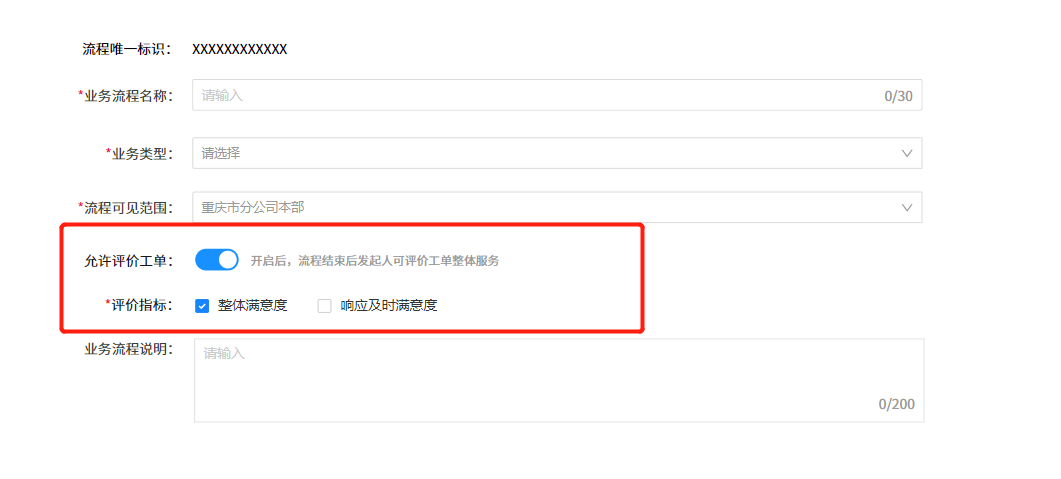 流程唯一标识： XXXXXXXXXXXX
*业务流程名称： 请输入 0/30
*业务类型： 请选择
*流程可见范围： 重庆市分公司本部
允许评价工单： 开启后，流程结束后发起人可评价工单整体服务
*评价指标： 整体满意度 响应及时满意度
业务流程说明： 请输入
0/200